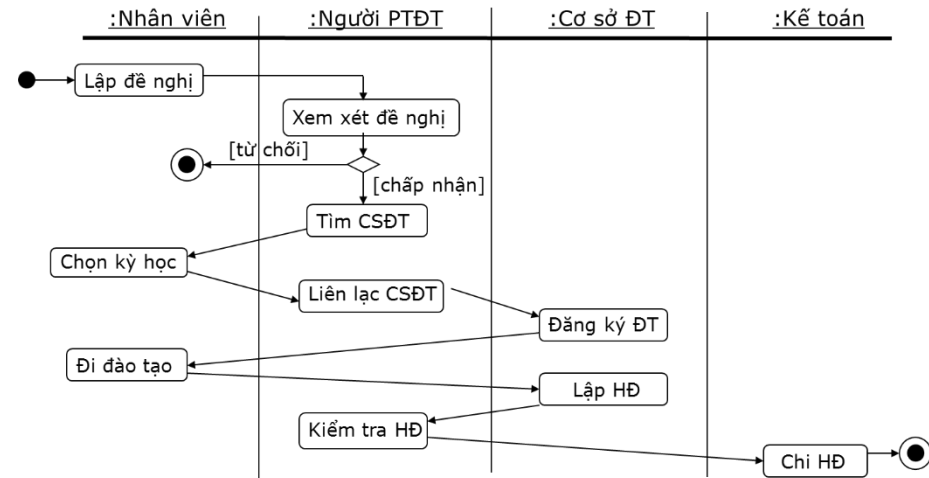 :Nhân viên
:Người PTĐT
:Cơ sở ĐT
:Kế toán
Lập đề nghị
Xem xét đề nghị
[từ chối]
[chấp nhận]
Tìm CSĐT
Chọn kỳ học
Liên lạc CSĐT
Đăng ký ĐT
Đi đào tạo
Lập HĐ
Kiểm tra HĐ
Chi HĐ